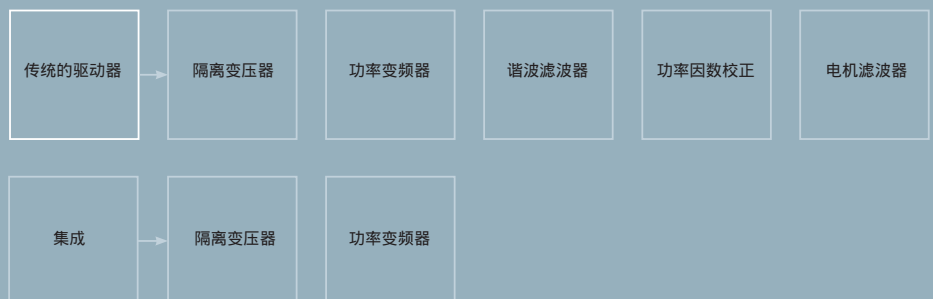 传统的驱动器
隔离变压器
功率变频器
谐波滤波器
功率因数校正
电机滤波器
集成
隔离变压器
功率变频器